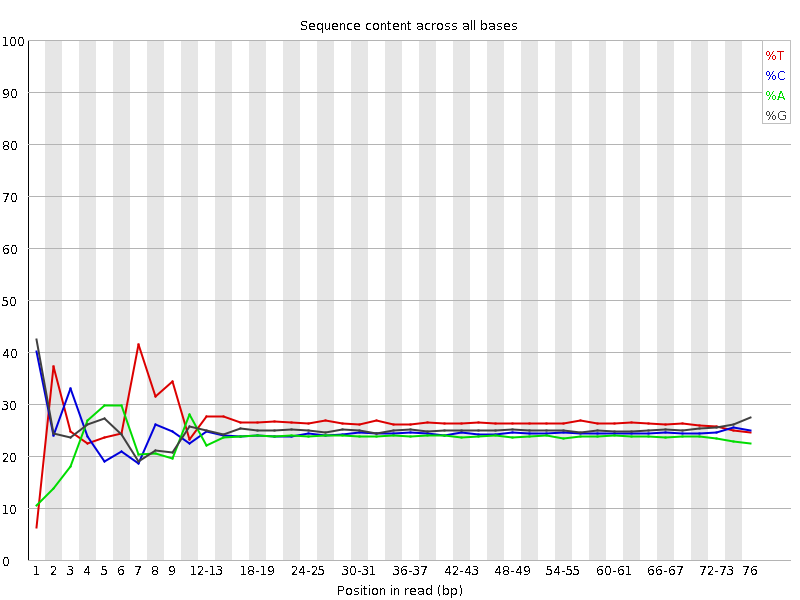 Sequence content across all bases
100
90
80
70
60
50
40
30
20
10
0
%T
%C
%A
%G
1 2 3 4 5 6 7 8 9 12-13 18-19 24-25 30-31 36-37 42-43 48-49 54-55 60-61 66-67 72-73 76
Position in read (bp)